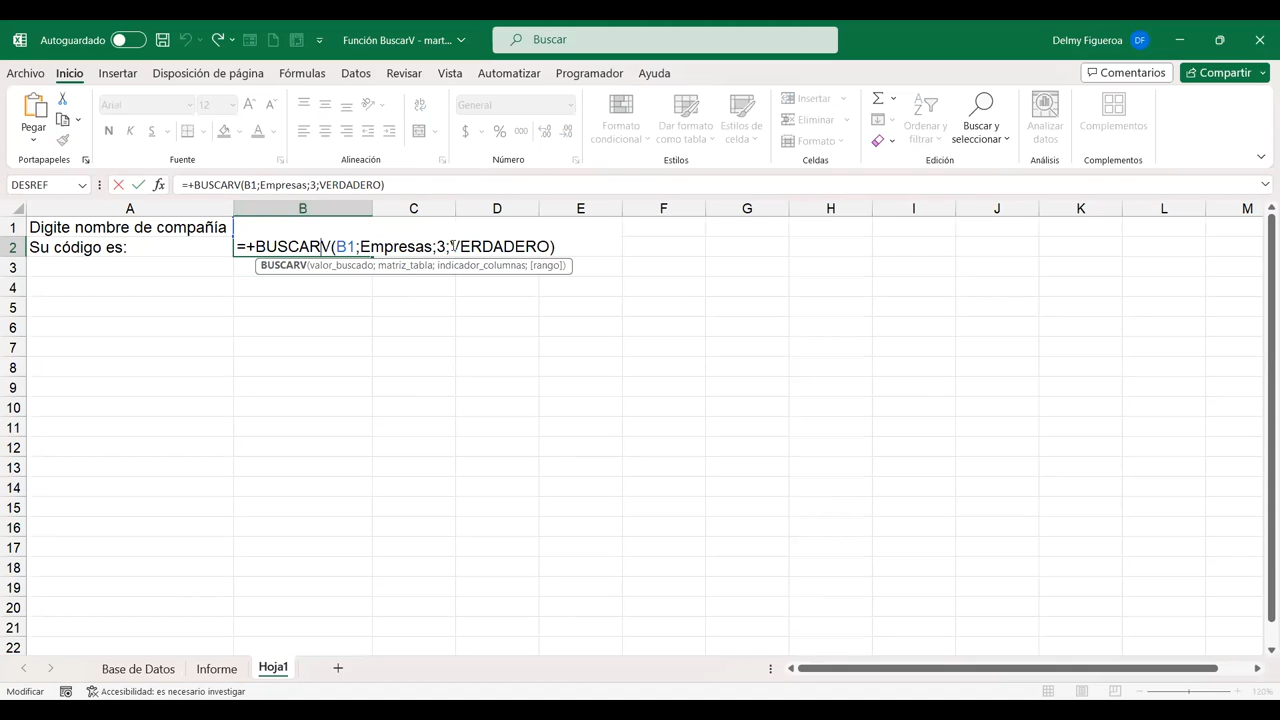 Autoguardado
Función BuscarV - mart...
Buscar
Delmy Figueroa
DF
Archivo
Inicio
Insertar
Disposición de página
Fórmulas
Datos
Revisar
Vista
Automatizar
Programador
Ayuda
Comentarios
Compartir
Pegar
Portapapeles
Arial
12
N
K
S
Fuente
Alineación
General
$ % 000
Número
Formato condicional
Dar formato como tabla
Estilos de celda
Estilos
Insertar
Eliminar
Formato
Celdas
Ordenar y filtrar
Buscar y seleccionar
Edición
Analizar datos
Análisis
Complementos
Complementos
DESREF
fx
=+BUSCARV(B1;Empresas;3;VERDADERO)
A B C D E F G H I J K L M
1 Digite nombre de compañía
2 Su código es: =+BUSCARV(B1;Empresas;3;VERDADERO)
BUSCARV(valor_buscado; matriz_tabla; indicador_columnas; [rango])
3
4
5
6
7
8
9
10
11
12
13
14
15
16
17
18
19
20
21
22
Base de Datos
Informe
Hoja1
Modificar
Accesibilidad: es necesario investigar
120%